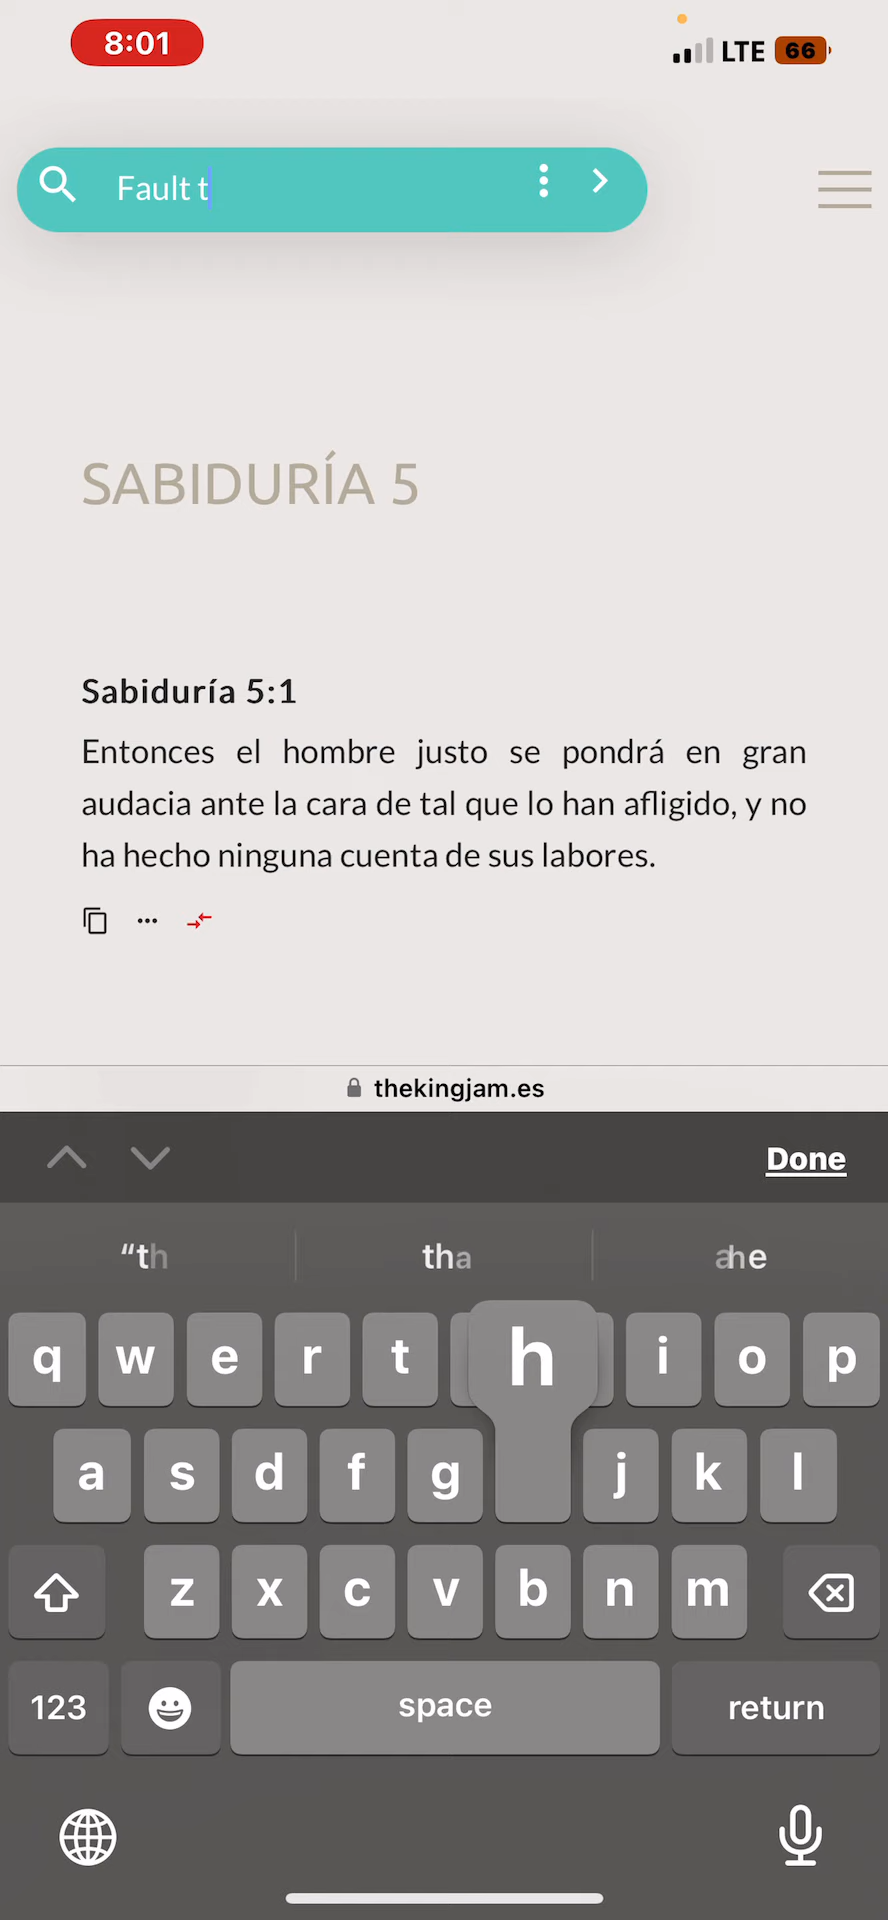 8:01
LTE 66
Fault t
SABIDURÍA 5
Sabiduría 5:1
Entonces el hombre justo se pondrá en gran
audacia ante la cara de tal que lo han afligido, y no
ha hecho ninguna cuenta de sus labores.
thekingjam.es
Done
“th tha
q w e r t h i o p
a s d f g j k l
z x c v b n m
123 space return